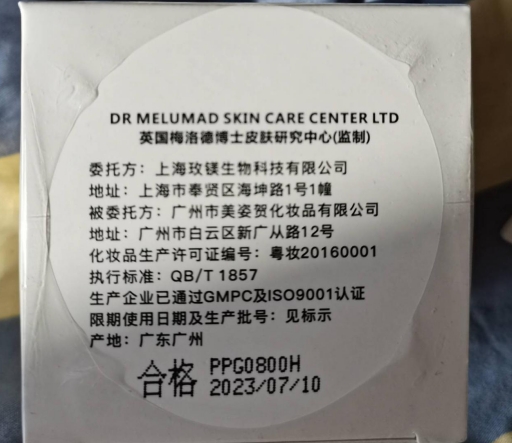 DR MELUMAD SKIN CARE CENTER LTD
英国梅洛德博士皮肤研究中心(监制)
委托方：上海玫镁生物科技有限公司
地址：上海市奉贤区海坤路1号1幢
被委托方：广州市美姿贺化妆品有限公司
地址：广州市白云区新广从路12号
化妆品生产许可证编号：粤妆20160001
执行标准：QB/T 1857
生产企业已通过GMPC及ISO9001认证
限期使用日期及生产批号：见标示
产地：广东广州
合格 PPG0800H
2023/07/10